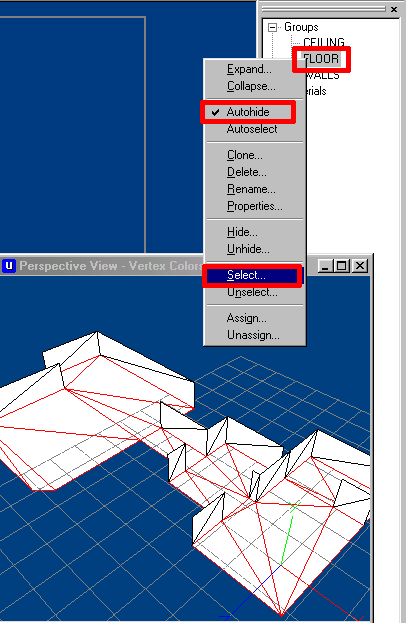 Groups
CEILING
FLOOR
WALLS
erials
Expand...
Collapse...
Autohide
Autoselect
Clone...
Delete...
Rename...
Properties...
Hide...
Unhide...
Select...
Unselect...
Assign...
Unassign...
u Perspective View - Vertex Colou